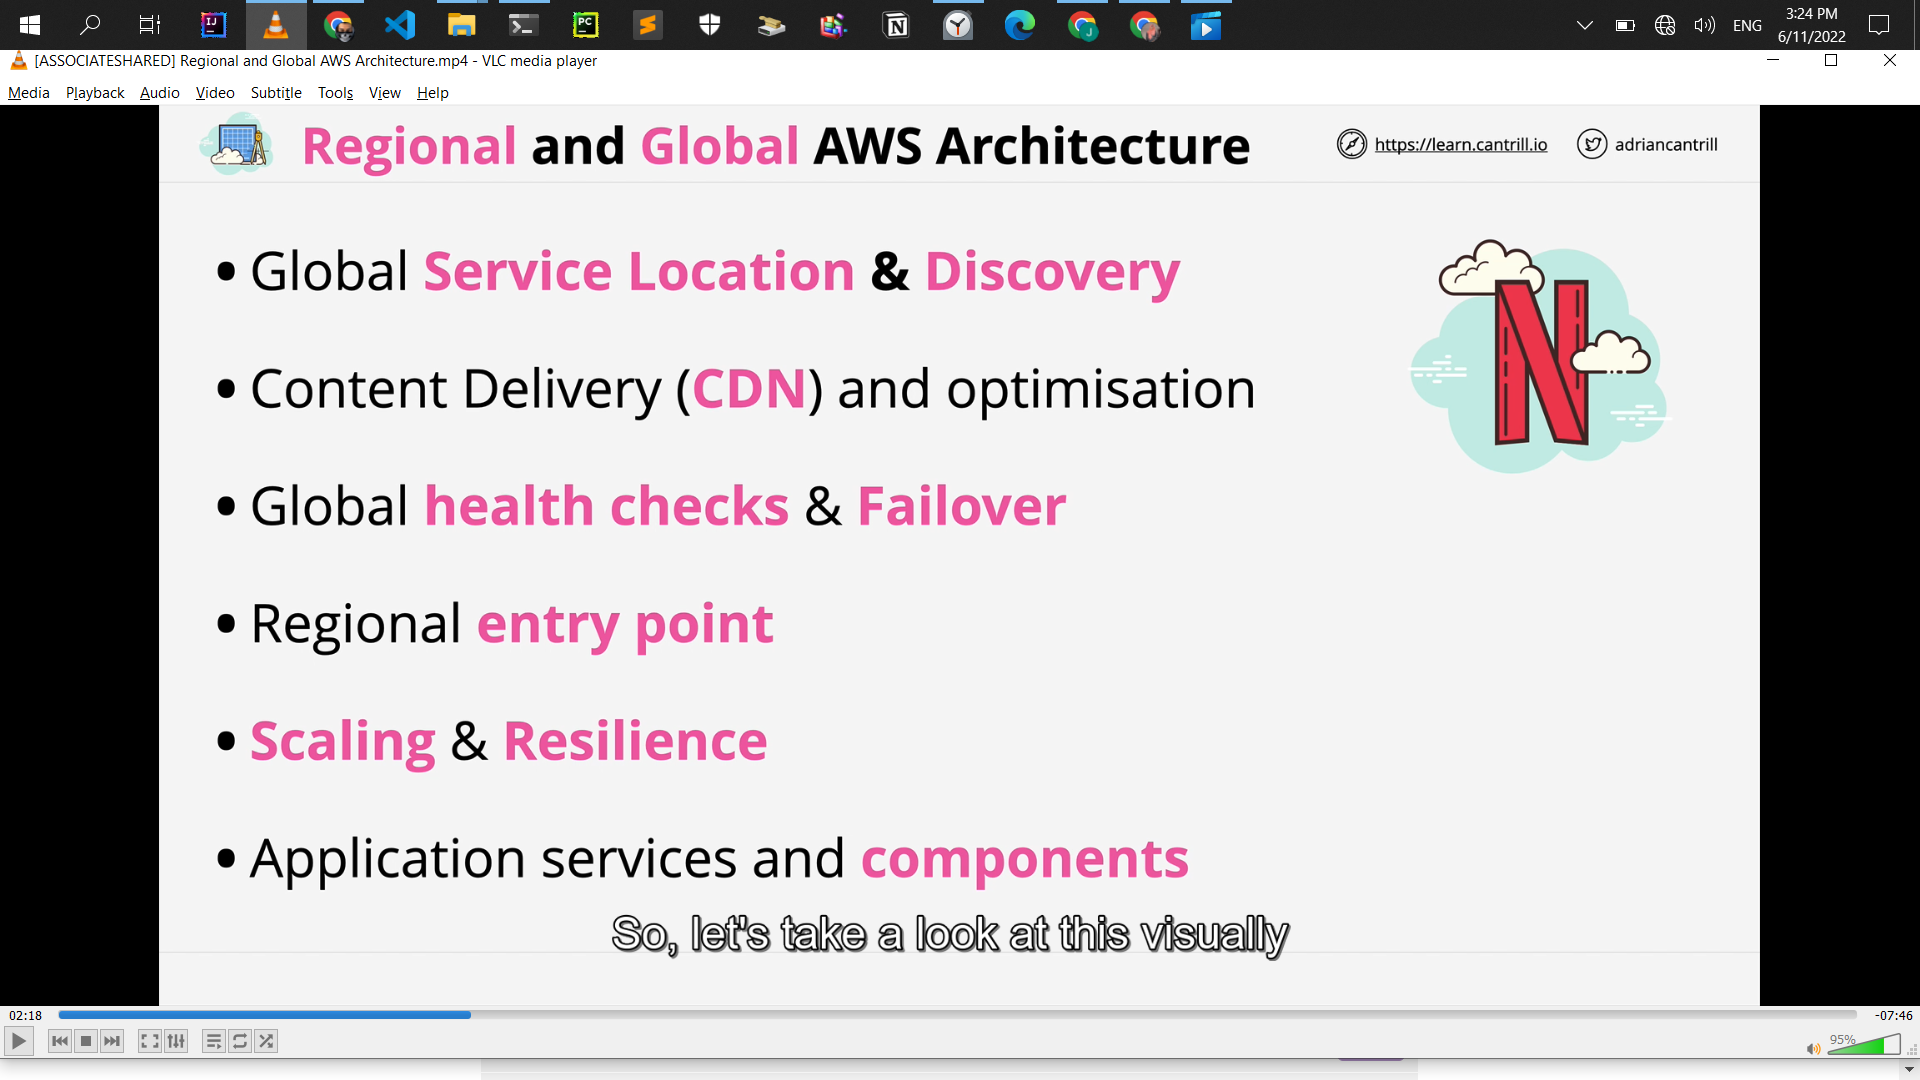 3:24 PM
ENG
6/11/2022
[ASSOCIATESHARED] Regional and Global AWS Architecture.mp4 - VLC media player
Media Playback Audio Video Subtitle Tools View Help
Regional and Global AWS Architecture
https://learn.cantrill.io
adriancantrill
• Global Service Location & Discovery
• Content Delivery (CDN) and optimisation
• Global health checks & Failover
• Regional entry point
• Scaling & Resilience
• Application services and components
So, let's take a look at this visually
02:18
-07:46
95%